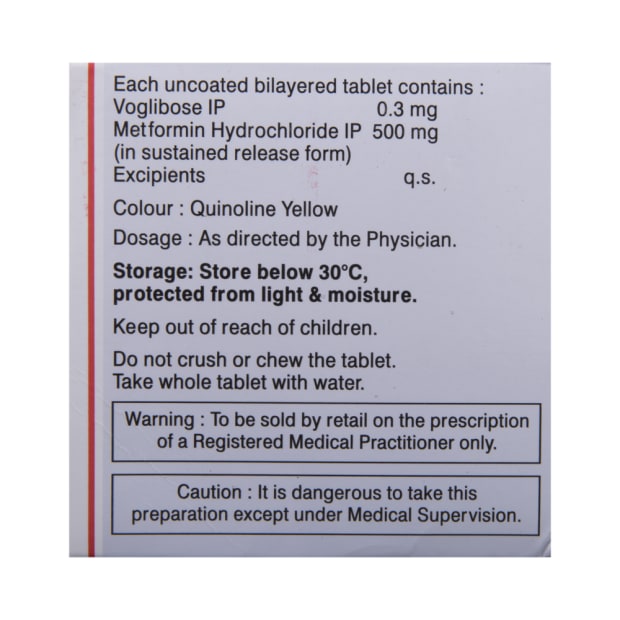 Each uncoated bilayered tablet contains :
Voglibose IP 0.3 mg
Metformin Hydrochloride IP 500 mg
(in sustained release form)
Excipients q.s.
Colour : Quinoline Yellow
Dosage : As directed by the Physician.
Storage: Store below 30°C,
protected from light & moisture.
Keep out of reach of children.
Do not crush or chew the tablet.
Take whole tablet with water.
Warning : To be sold by retail on the prescription
of a Registered Medical Practitioner only.
Caution : It is dangerous to take this
preparation except under Medical Supervision.